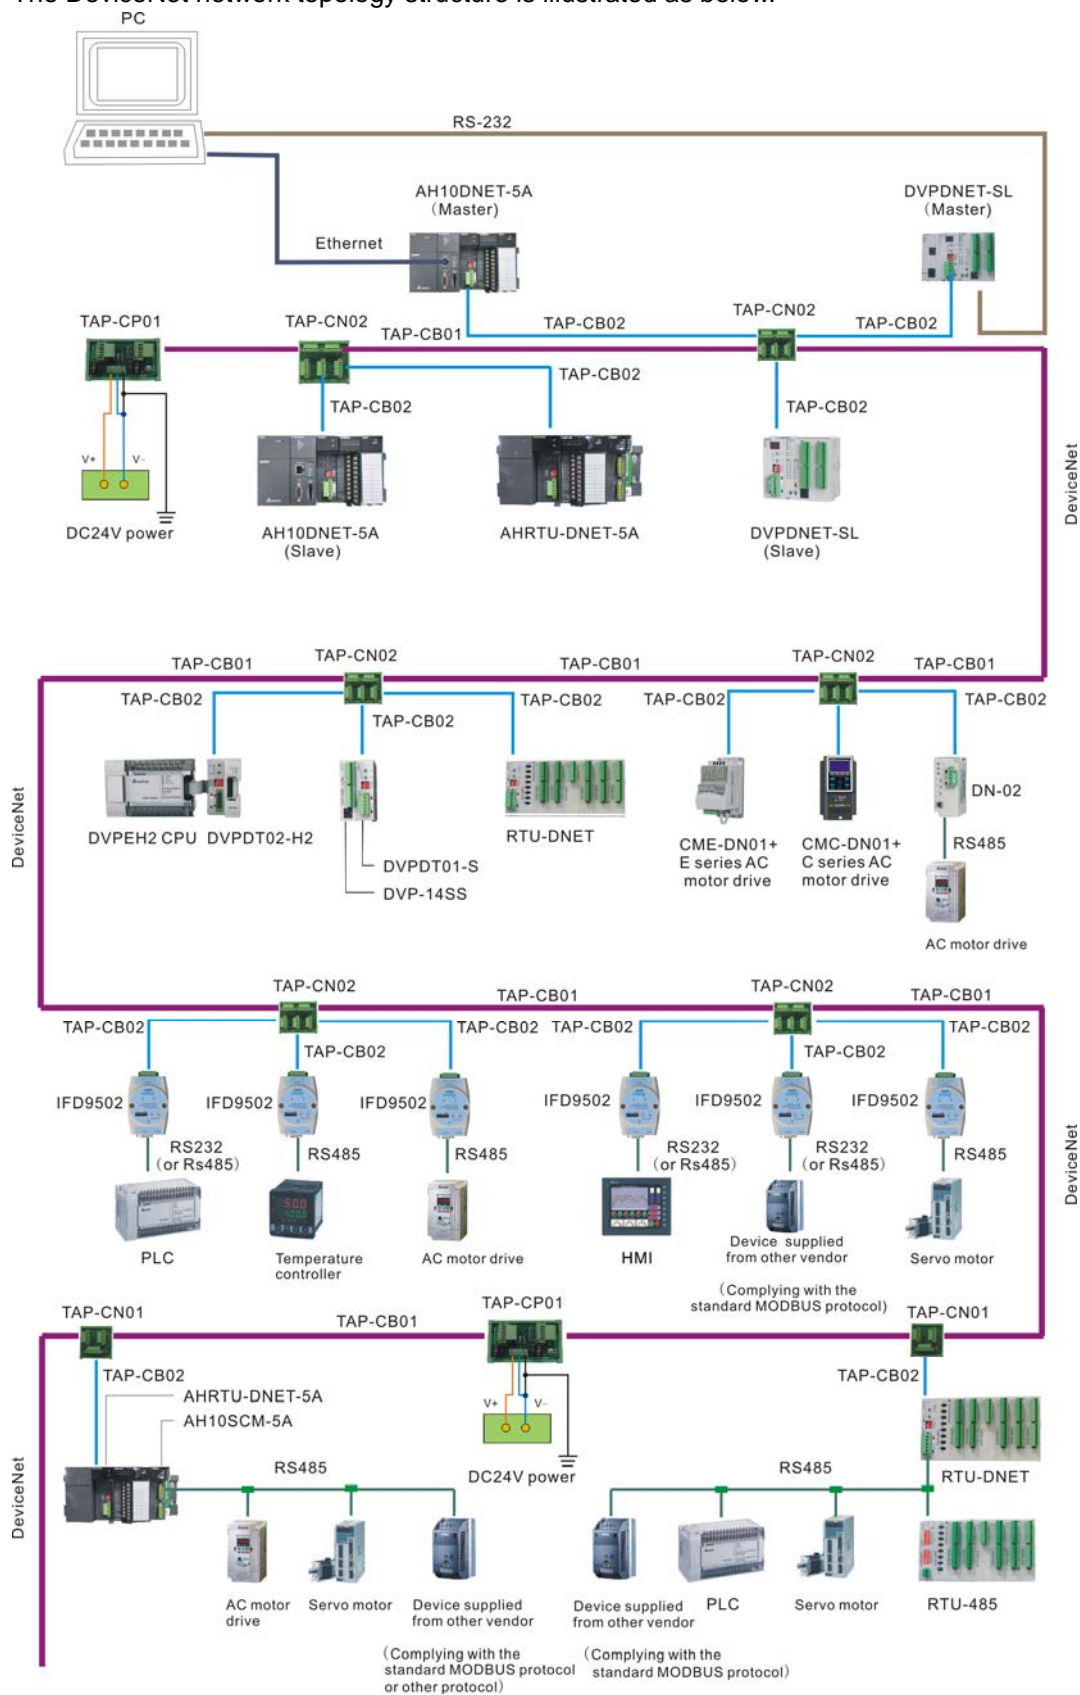 The DeviceNet network topology structure is illustrated as below.
PC
RS-232
AH10DNET-5A
(Master)
DVPDNET-SL
(Master)
Ethernet
TAP-CP01
TAP-CN02
TAP-CB01
TAP-CB02
TAP-CN02
TAP-CB02
TAP-CB02
TAP-CB02
TAP-CB02
V+
V-
DC24V power
AH10DNET-5A
(Slave)
AHRTU-DNET-5A
DVPDNET-SL
(Slave)
DeviceNet
TAP-CB01
TAP-CN02
TAP-CB01
TAP-CN02
TAP-CB01
TAP-CB02
TAP-CB02
TAP-CB02
TAP-CB02
TAP-CB02
DeviceNet
DVPEH2 CPU
DVPDT02-H2
RTU-DNET
DVPDT01-S
DVP-14SS
CME-DN01+
E series AC
motor drive
CMC-DN01+
C series AC
motor drive
DN-02
RS485
AC motor drive
TAP-CN02
TAP-CB01
TAP-CN02
TAP-CB01
TAP-CB02
TAP-CB02
TAP-CB02
TAP-CB02
TAP-CB02
TAP-CB02
IFD9502
IFD9502
IFD9502
IFD9502
IFD9502
IFD9502
RS232
(or Rs485)
RS485
RS485
RS232
(or Rs485)
RS232
(or Rs485)
RS485
DeviceNet
PLC
Temperature
controller
AC motor drive
HMI
Device supplied
from other vendor
(Complying with the
standard MODBUS protocol)
Servo motor
TAP-CN01
TAP-CB01
TAP-CP01
TAP-CN01
TAP-CB02
AHRTU-DNET-5A
AH10SCM-5A
V+
V-
DC24V power
TAP-CB02
RTU-DNET
DeviceNet
RS485
RS485
AC motor
drive
Servo motor
Device supplied
from other vendor
(Complying with the
standard MODBUS protocol
or other protocol)
Device supplied
from other vendor
(Complying with the
standard MODBUS protocol)
PLC
Servo motor
RTU-485